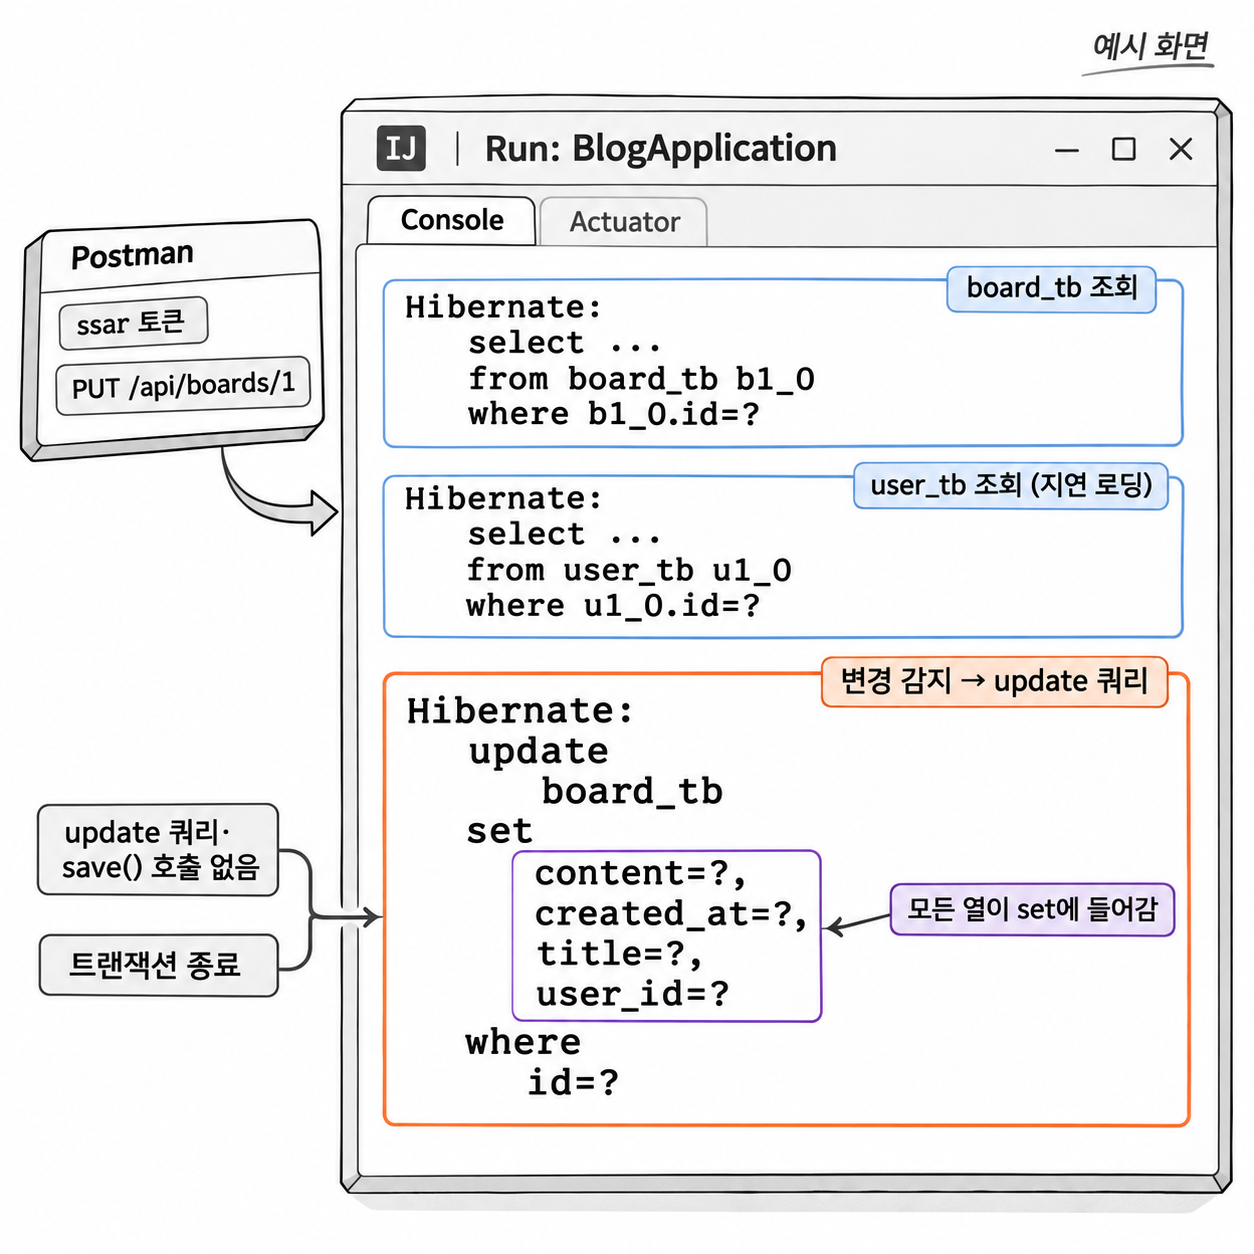 예시 화면
IJ | Run: BlogApplication
Console
Actuator
Postman
ssar 토큰
PUT /api/boards/1
board_tb 조회
Hibernate:
select ...
from board_tb b1_0
where b1_0.id=?
user_tb 조회 (지연 로딩)
Hibernate:
select ...
from user_tb u1_0
where u1_0.id=?
변경 감지 → update 쿼리
Hibernate:
update
board_tb
set
content=?,
created_at=?,
title=?,
user_id=?
where
id=?
모든 열이 set에 들어감
update 쿼리·
save() 호출 없음
트랜잭션 종료